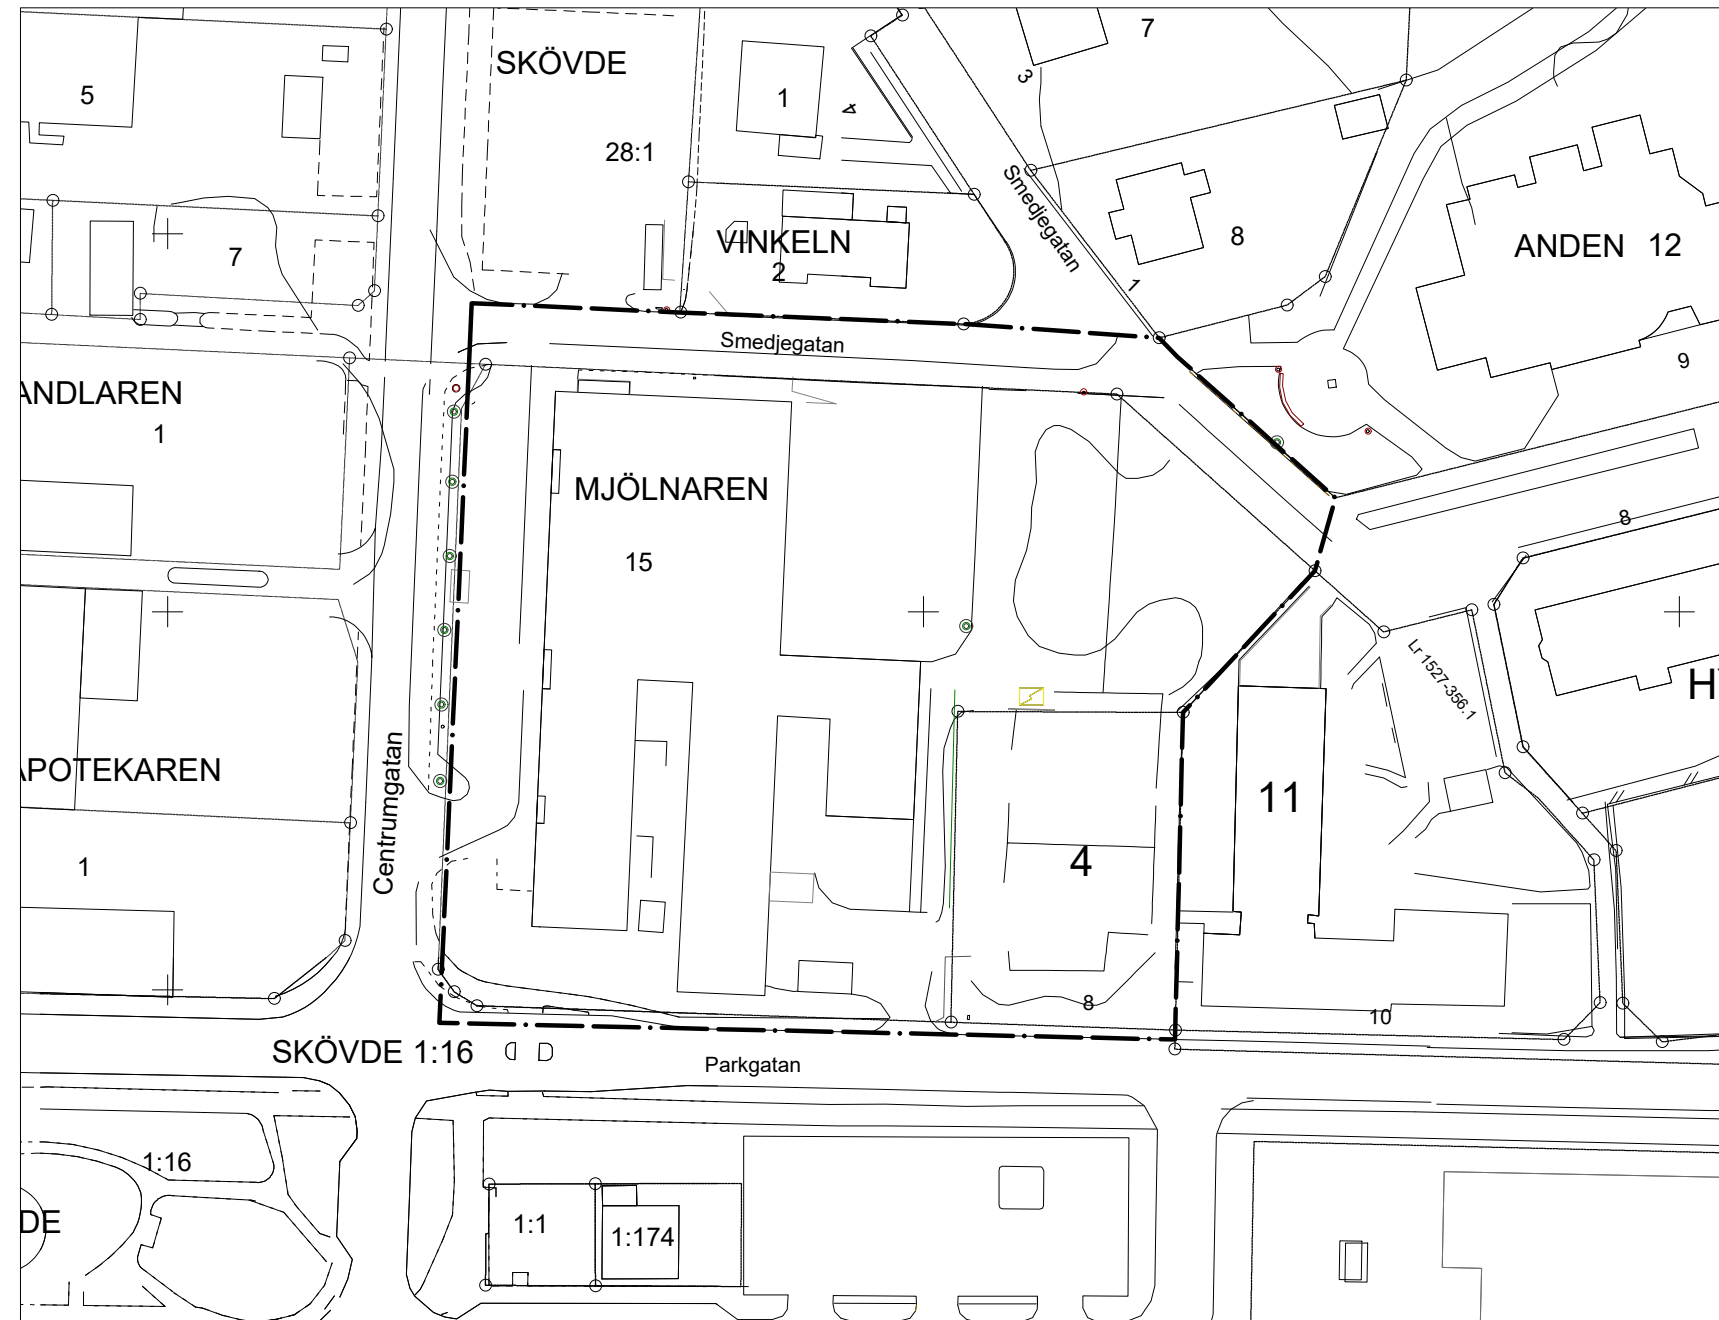 SKÖVDE
7
5
1
3
4
28:1
Smedjegatan
VINKELN
2
8
ANDEN 12
7
1
Smedjegatan
9
ANDLAREN
1
MJÖLNAREN
15
8
Lr 1527-356.1
H
APOTEKAREN
Centrumgatan
11
4
1
8
10
SKÖVDE 1:16
Parkgatan
1:16
DE
1:1
1:174